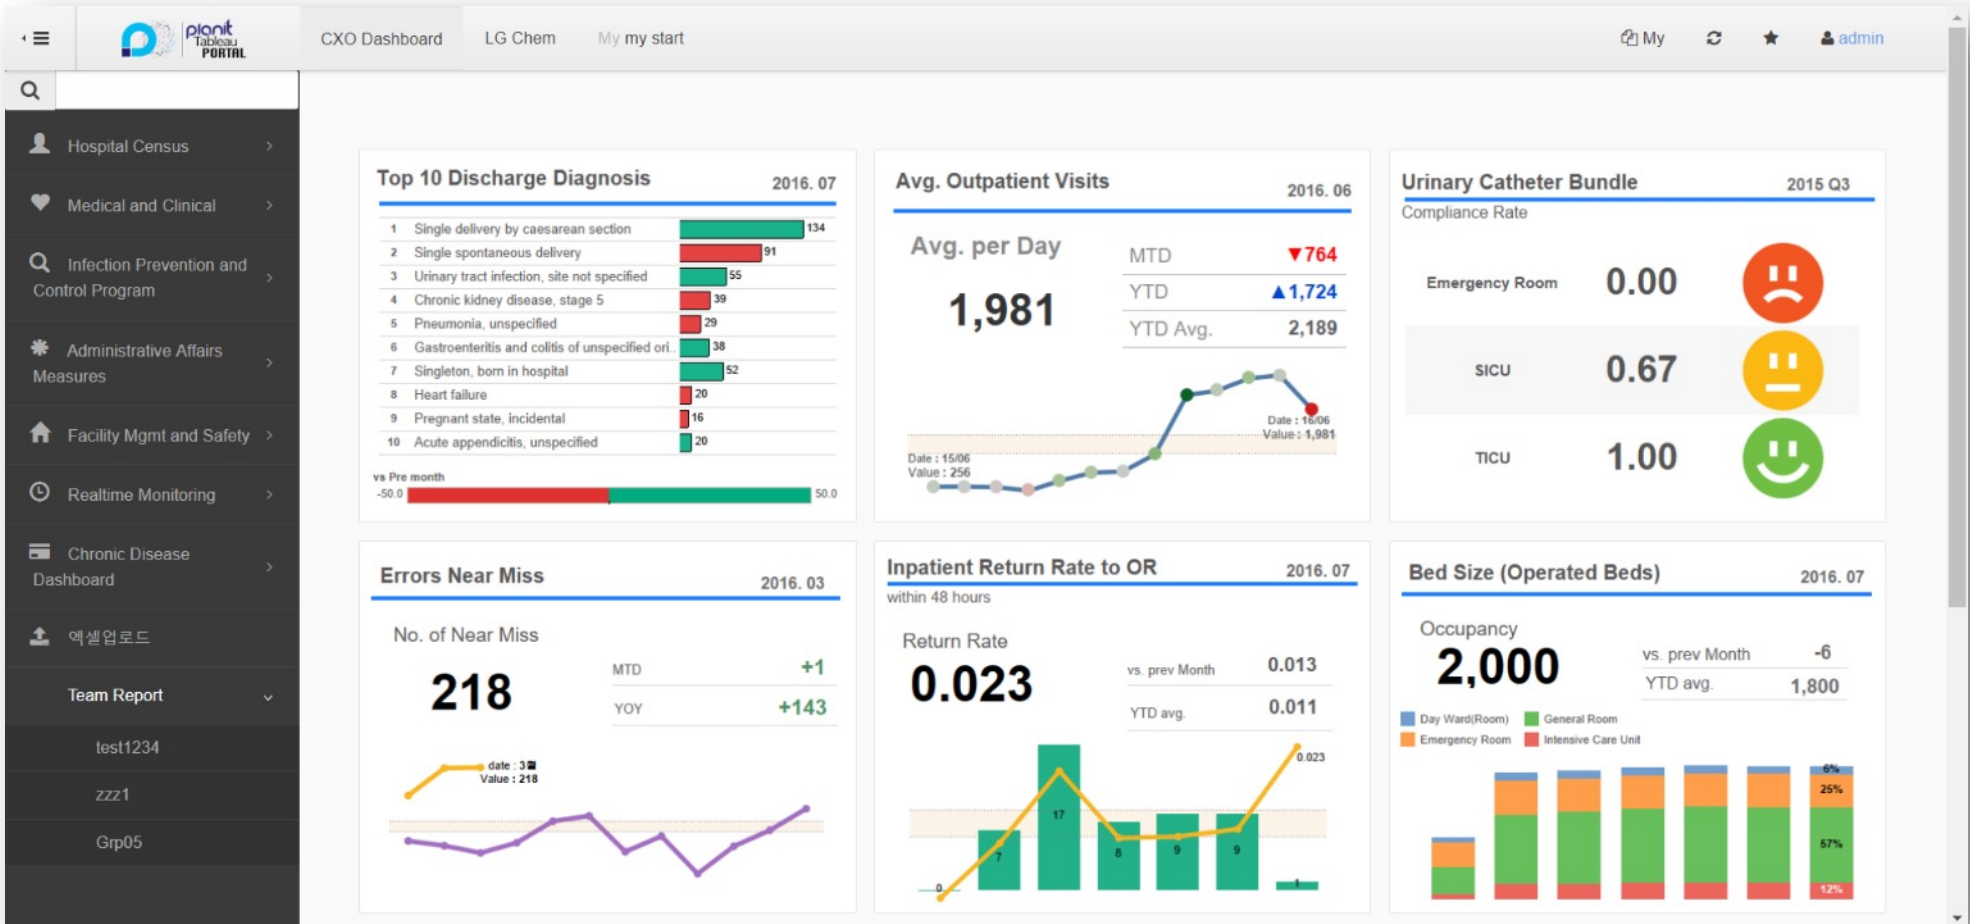 planit
Tableau
PORTAL
CXO Dashboard
LG Chem
My my start
My
admin
Hospital Census
Medical and Clinical
Infection Prevention and
Control Program
Administrative Affairs
Measures
Facility Mgmt and Safety
Realtime Monitoring
Chronic Disease
Dashboard
엑셀업로드
Team Report
test1234
zzz1
Grp05
Top 10 Discharge Diagnosis 2016. 07
1 Single delivery by caesarean section 134
2 Single spontaneous delivery 91
3 Urinary tract infection, site not specified 55
4 Chronic kidney disease, stage 5 39
5 Pneumonia, unspecified 29
6 Gastroenteritis and colitis of unspecified ori.. 38
7 Singleton, born in hospital 52
8 Heart failure 20
9 Pregnant state, incidental 16
10 Acute appendicitis, unspecified 20
vs Pre month
-50.0 50.0
Avg. Outpatient Visits 2016. 06
Avg. per Day
1,981
MTD ▼764
YTD ▲1,724
YTD Avg. 2,189
Date : 16/06
Value : 1,981
Date : 15/06
Value : 256
Urinary Catheter Bundle 2015 Q3
Compliance Rate
Emergency Room 0.00
SICU 0.67
TICU 1.00
Errors Near Miss 2016. 03
No. of Near Miss
218
MTD +1
YOY +143
date : 3월
Value : 218
Inpatient Return Rate to OR 2016. 07
within 48 hours
Return Rate
0.023
vs. prev Month 0.013
YTD avg. 0.011
0.023
0 7 17 8 9 9 1
Bed Size (Operated Beds) 2016. 07
Occupancy
2,000
vs. prev Month -6
YTD avg. 1,800
Day Ward(Room) General Room
Emergency Room Intensive Care Unit
6%
25%
57%
12%